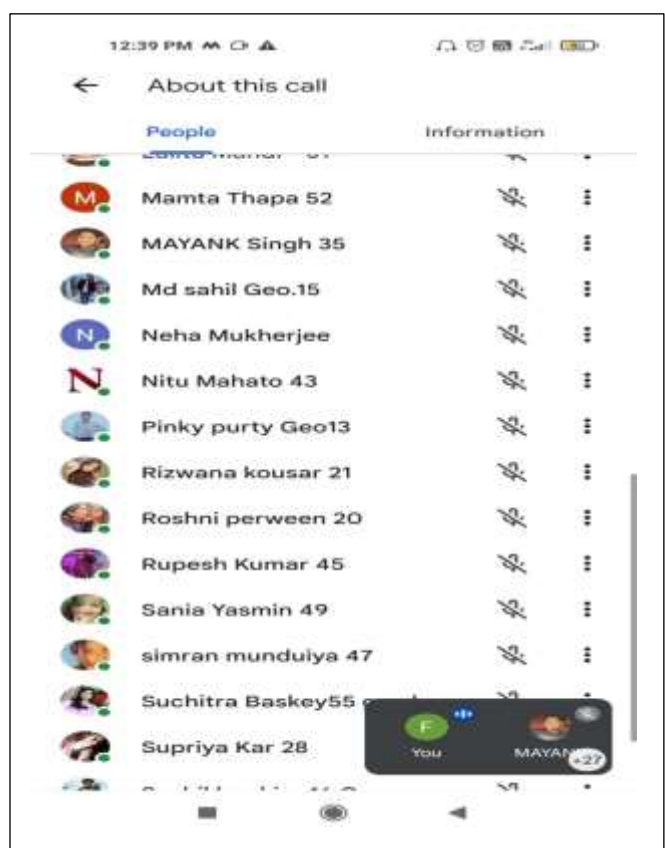 12:39 PM
About this call
People Information
M Mamta Thapa 52
MAYANK Singh 35
Md sahil Geo.15
N Neha Mukherjee
N Nitu Mahato 43
Pinky purty Geo13
Rizwana kousar 21
Roshni perween 20
Rupesh Kumar 45
Sania Yasmin 49
simran munduiya 47
Suchitra Baskey55
Supriya Kar 28
F
You MAYAN
+27